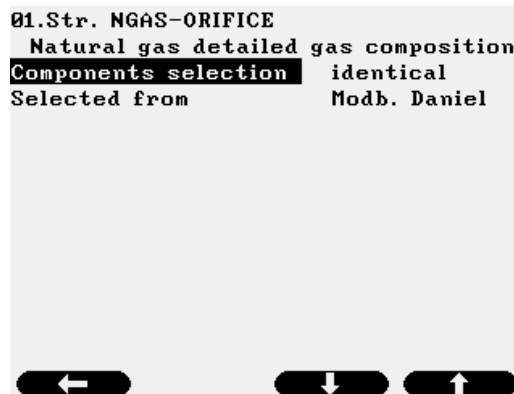 01.Str. NGAS-ORIFICE
Natural gas detailed gas composition
Components selection identical
Selected from Modb. Daniel